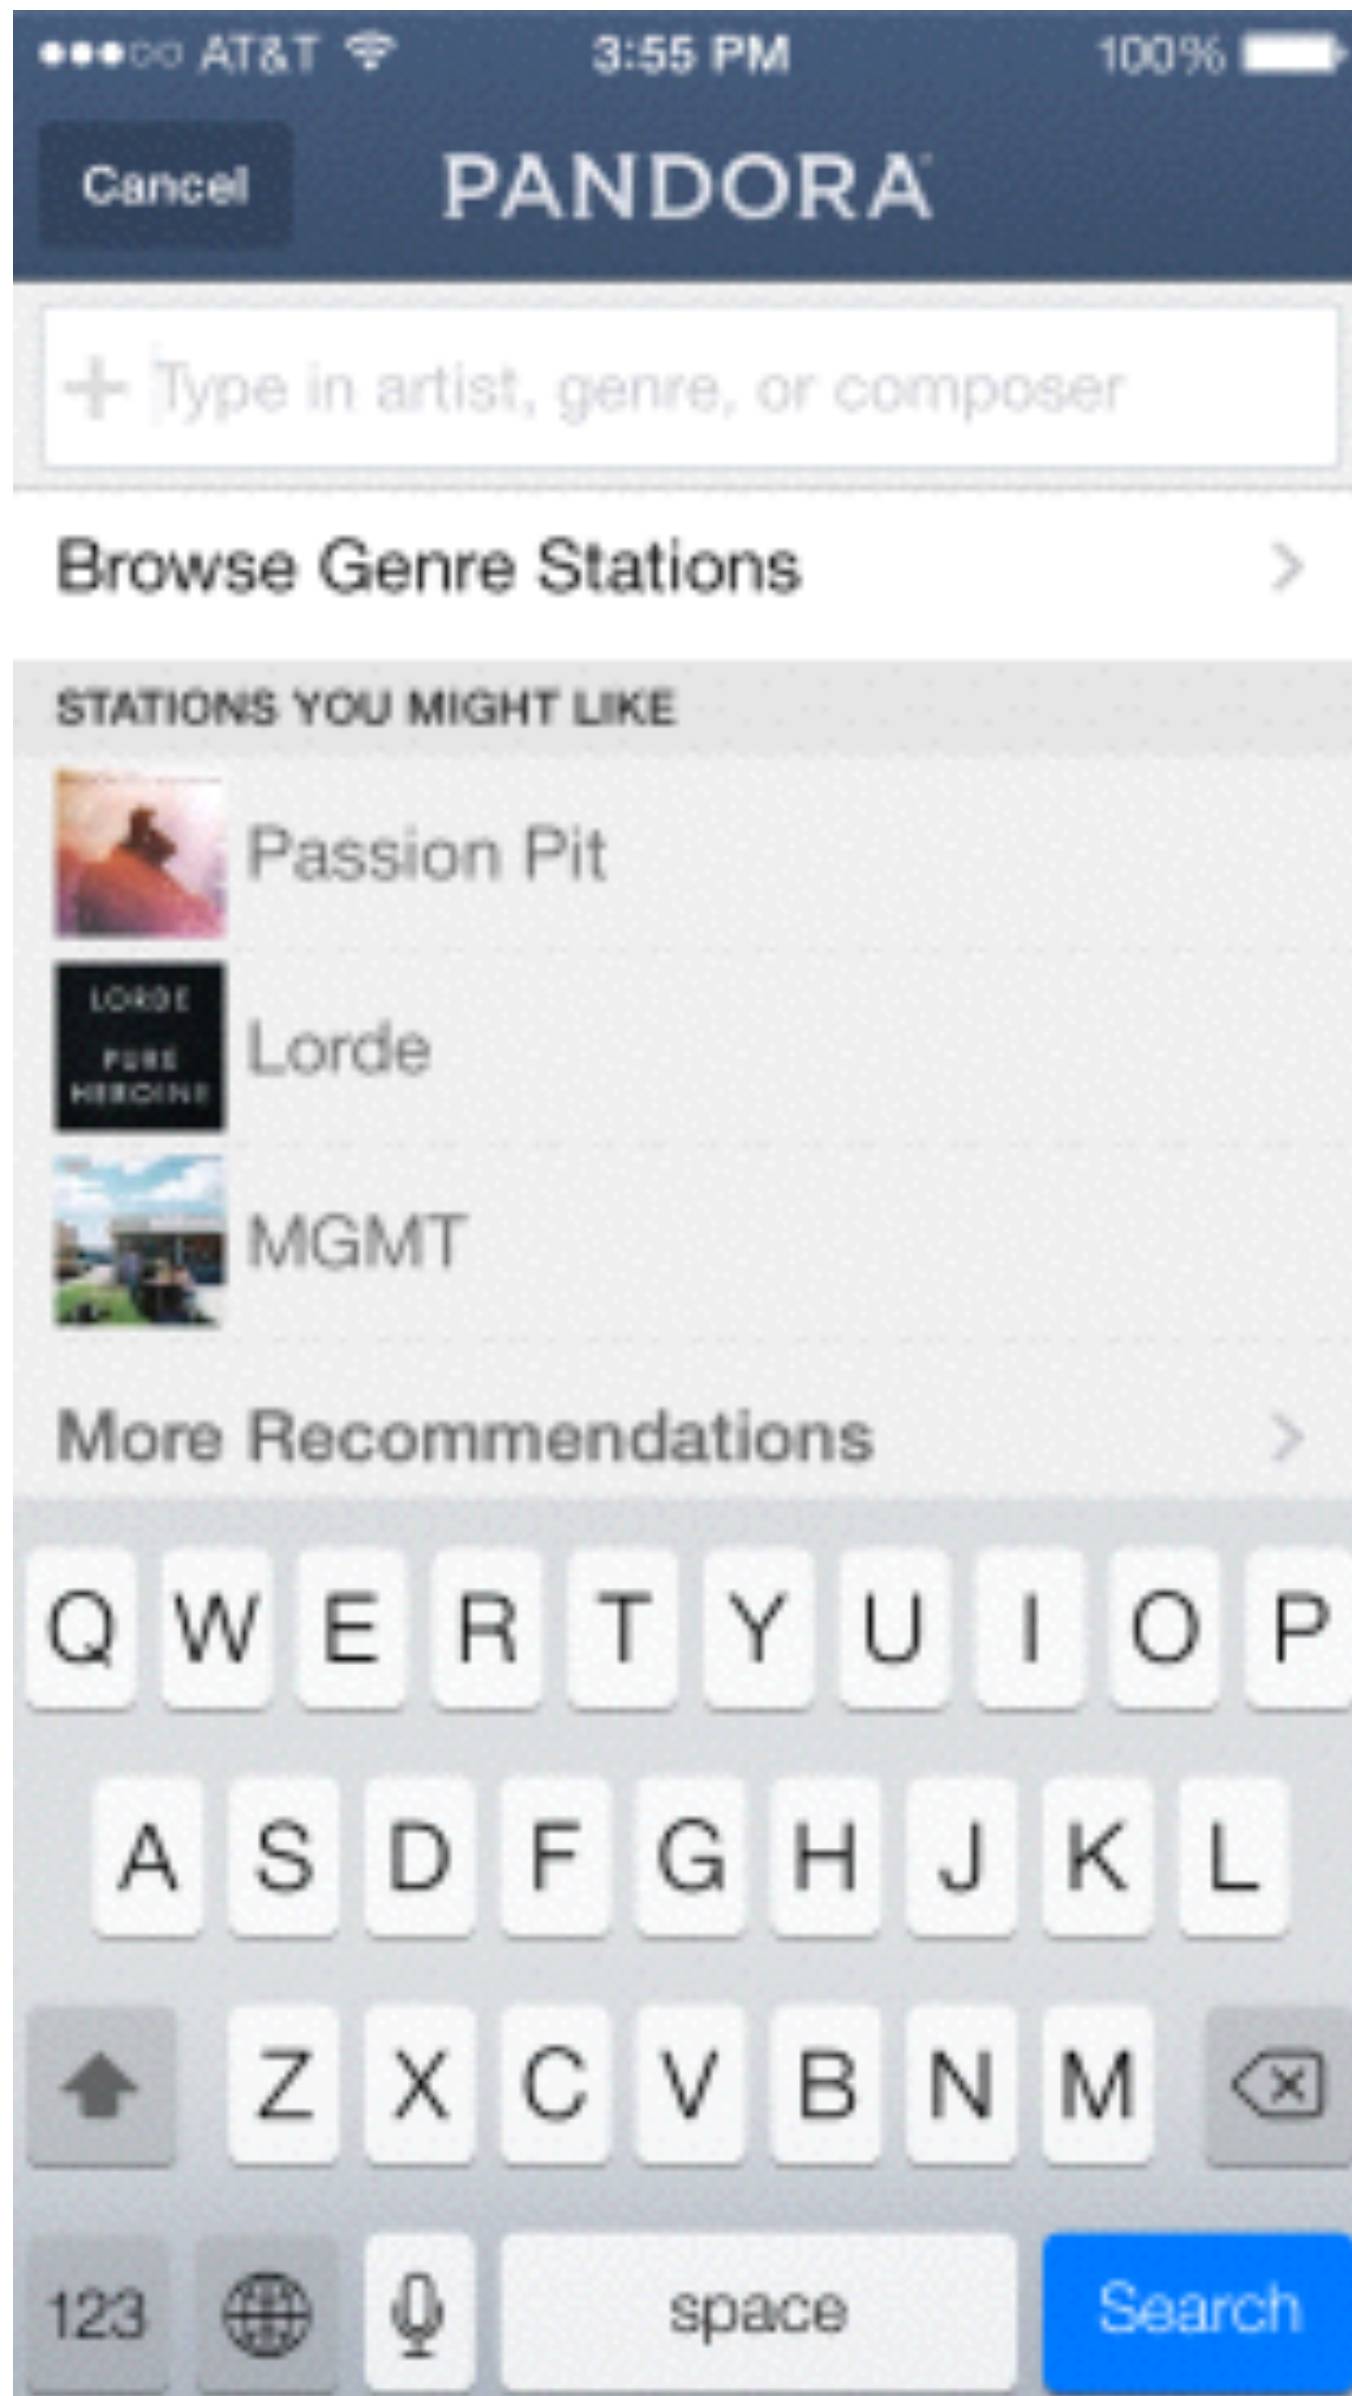 AT&T 3:55 PM 100%
Cancel PANDORA
Type in artist, genre, or composer
Browse Genre Stations
STATIONS YOU MIGHT LIKE
Passion Pit
LORDE
PURE
HEROINE
Lorde
MGMT
More Recommendations
Q W E R T Y U I O P
A S D F G H J K L
Z X C V B N M
123 space Search